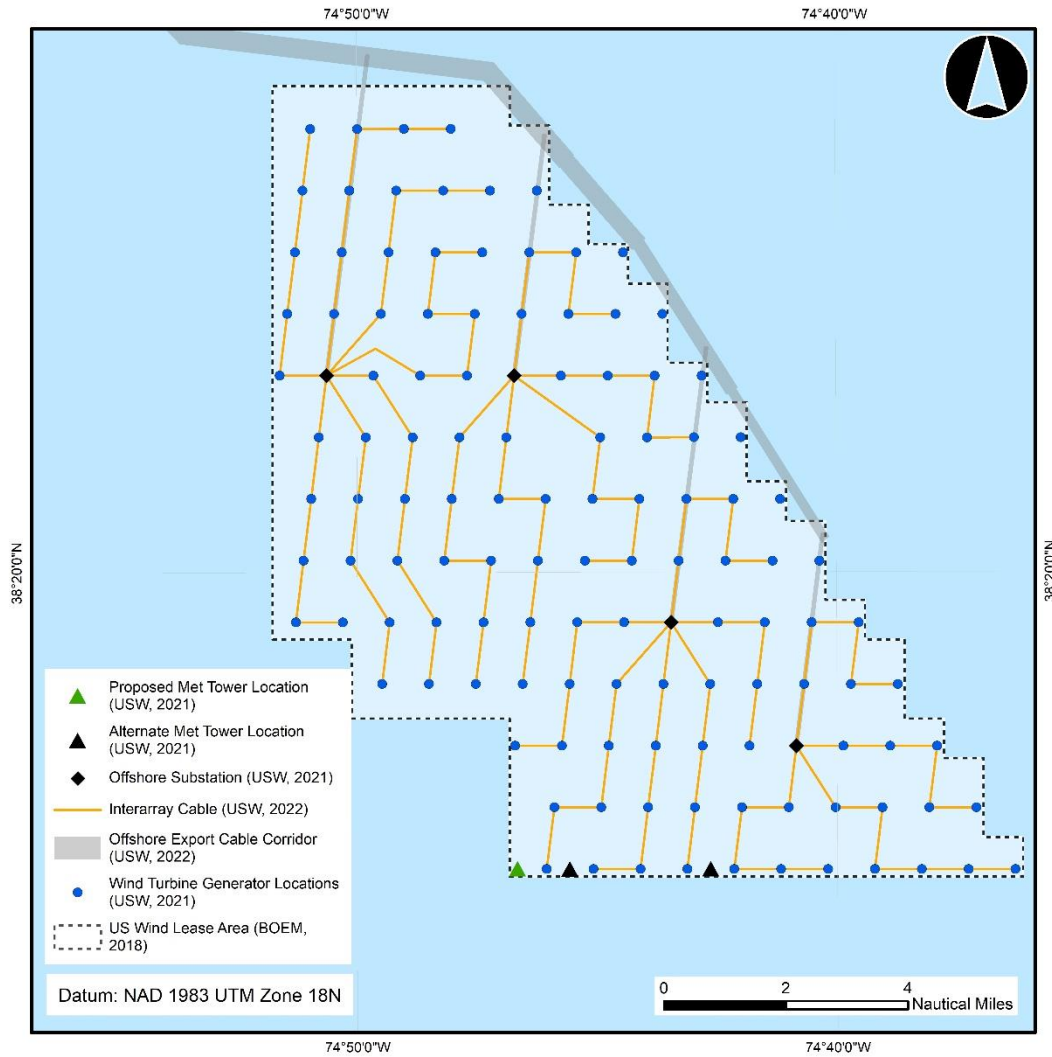 74°50'0"W
74°40'0"W
38°20'0"N
38°20'0"N
Proposed Met Tower Location
(USW, 2021)
Alternate Met Tower Location
(USW, 2021)
Offshore Substation (USW, 2021)
Interarray Cable (USW, 2022)
Offshore Export Cable Corridor
(USW, 2022)
Wind Turbine Generator Locations
(USW, 2021)
US Wind Lease Area (BOEM,
2018)
Datum: NAD 1983 UTM Zone 18N
0 2 4
Nautical Miles
74°50'0"W
74°40'0"W